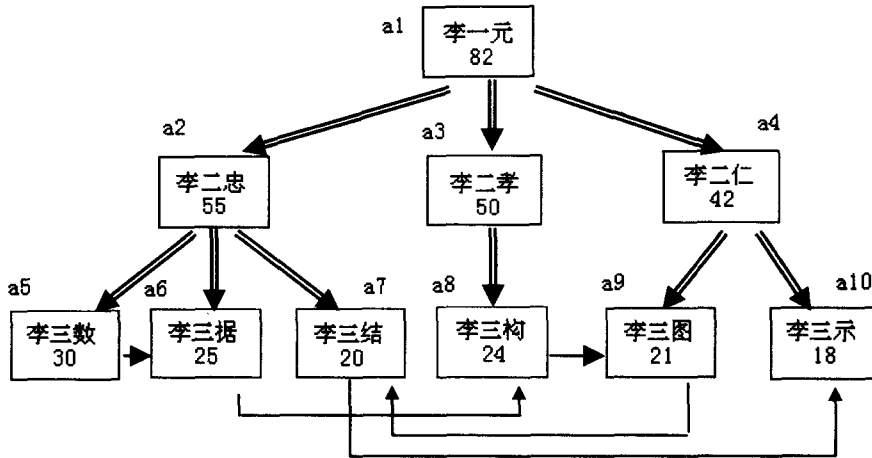 a1
李一元
82
a2
a3
a4
李二忠
55
李二孝
50
李二仁
42
a5
a6
a7
a8
a9
a10
李三数
30
李三据
25
李三结
20
李三构
24
李三图
21
李三示
18